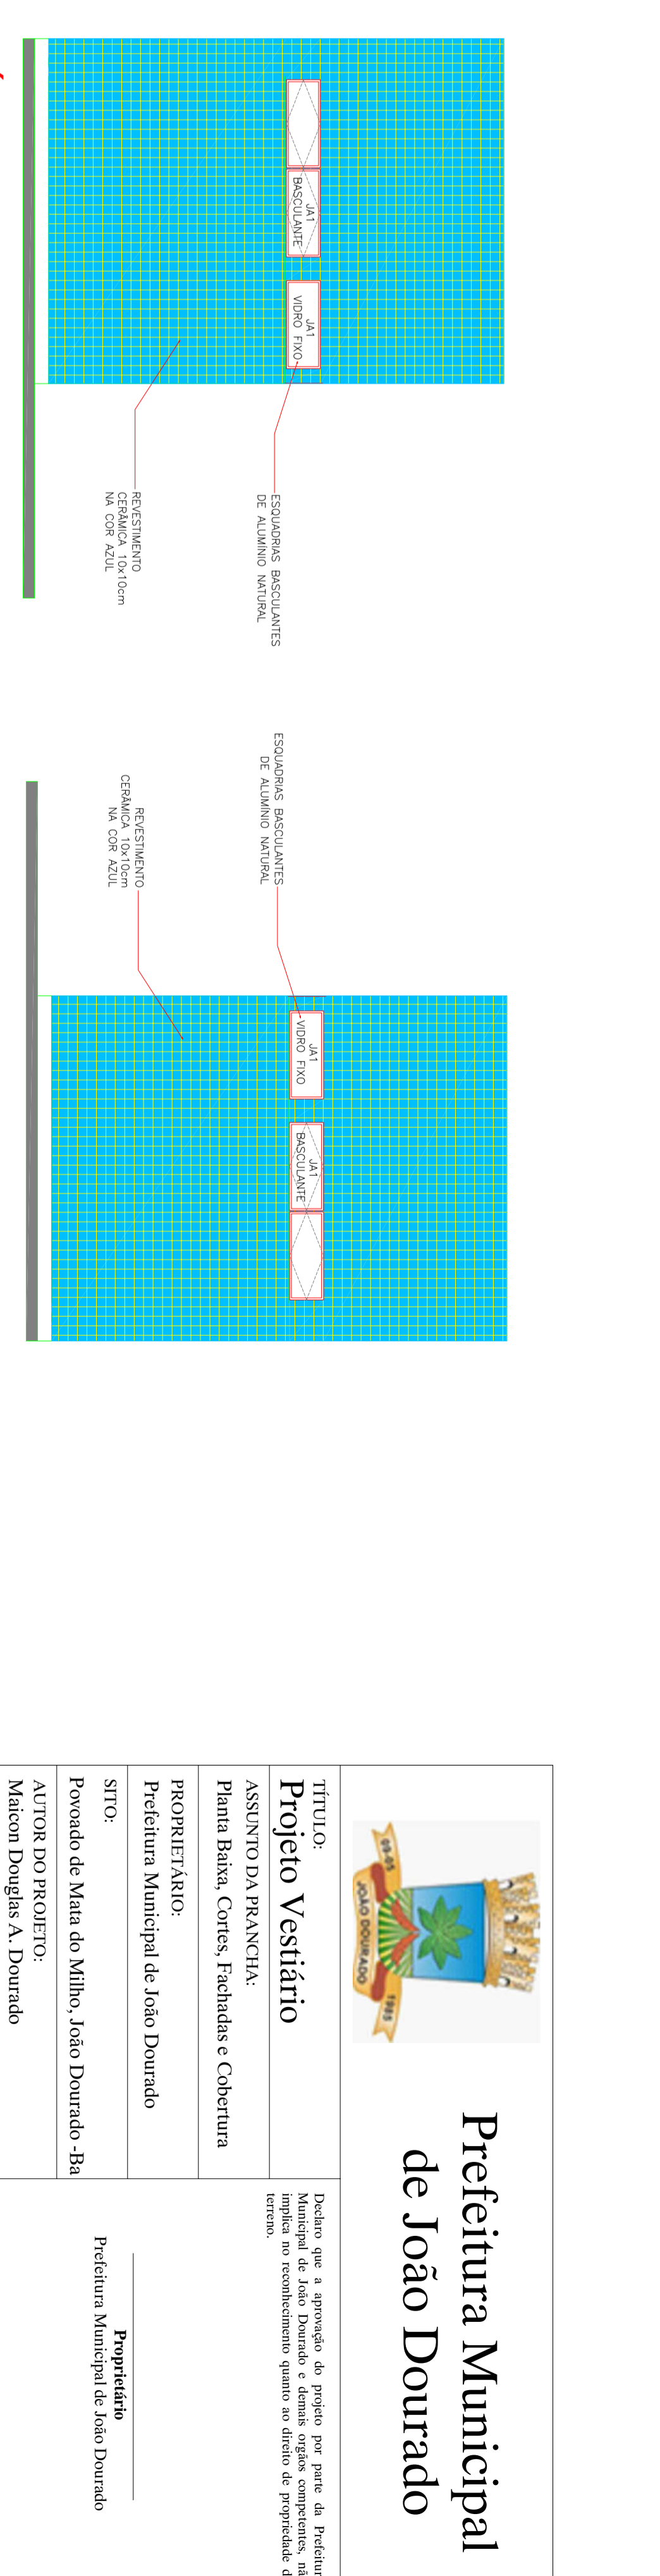 JA1
BASCULANTE
JA1
VIDRO FIXO
ESQUADRIAS BASCULANTES
DE ALUMÍNIO NATURAL
REVESTIMENTO
CERÂMICA 10x10cm
NA COR AZUL
ESQUADRIAS BASCULANTES
DE ALUMÍNIO NATURAL
REVESTIMENTO
CERÂMICA 10x10cm
NA COR AZUL
JA1
VIDRO FIXO
JA1
BASCULANTE
09-05
JOÃO DOURADO
1985
Prefeitura Municipal
de João Dourado
TÍTULO:
Projeto Vestiário
ASSUNTO DA PRANCHA:
Planta Baixa, Cortes, Fachadas e Cobertura
PROPRIETÁRIO:
Prefeitura Municipal de João Dourado
SITO:
Povoado de Mata do Milho, João Dourado -Ba
AUTOR DO PROJETO:
Maicon Douglas A. Dourado
Declaro que a aprovação do projeto por parte da
Municipal de João Dourado e demais orgãos competentes,
implica no reconhecimento quanto ao direito de propriedade
terreno.
Proprietário
Prefeitura Municipal de João Dourado